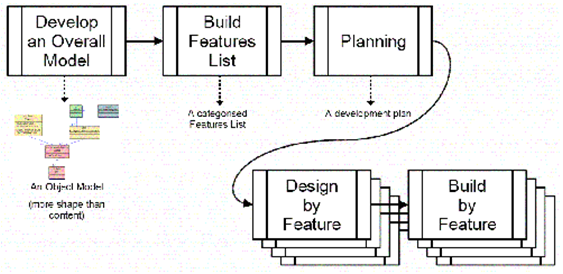 Develop
an Overall
Model
Build
Features
List
Planning
A categorised
Features List
A development plan
An Object Model
(more shape than
content)
Design
by
Feature
Build
by
Feature